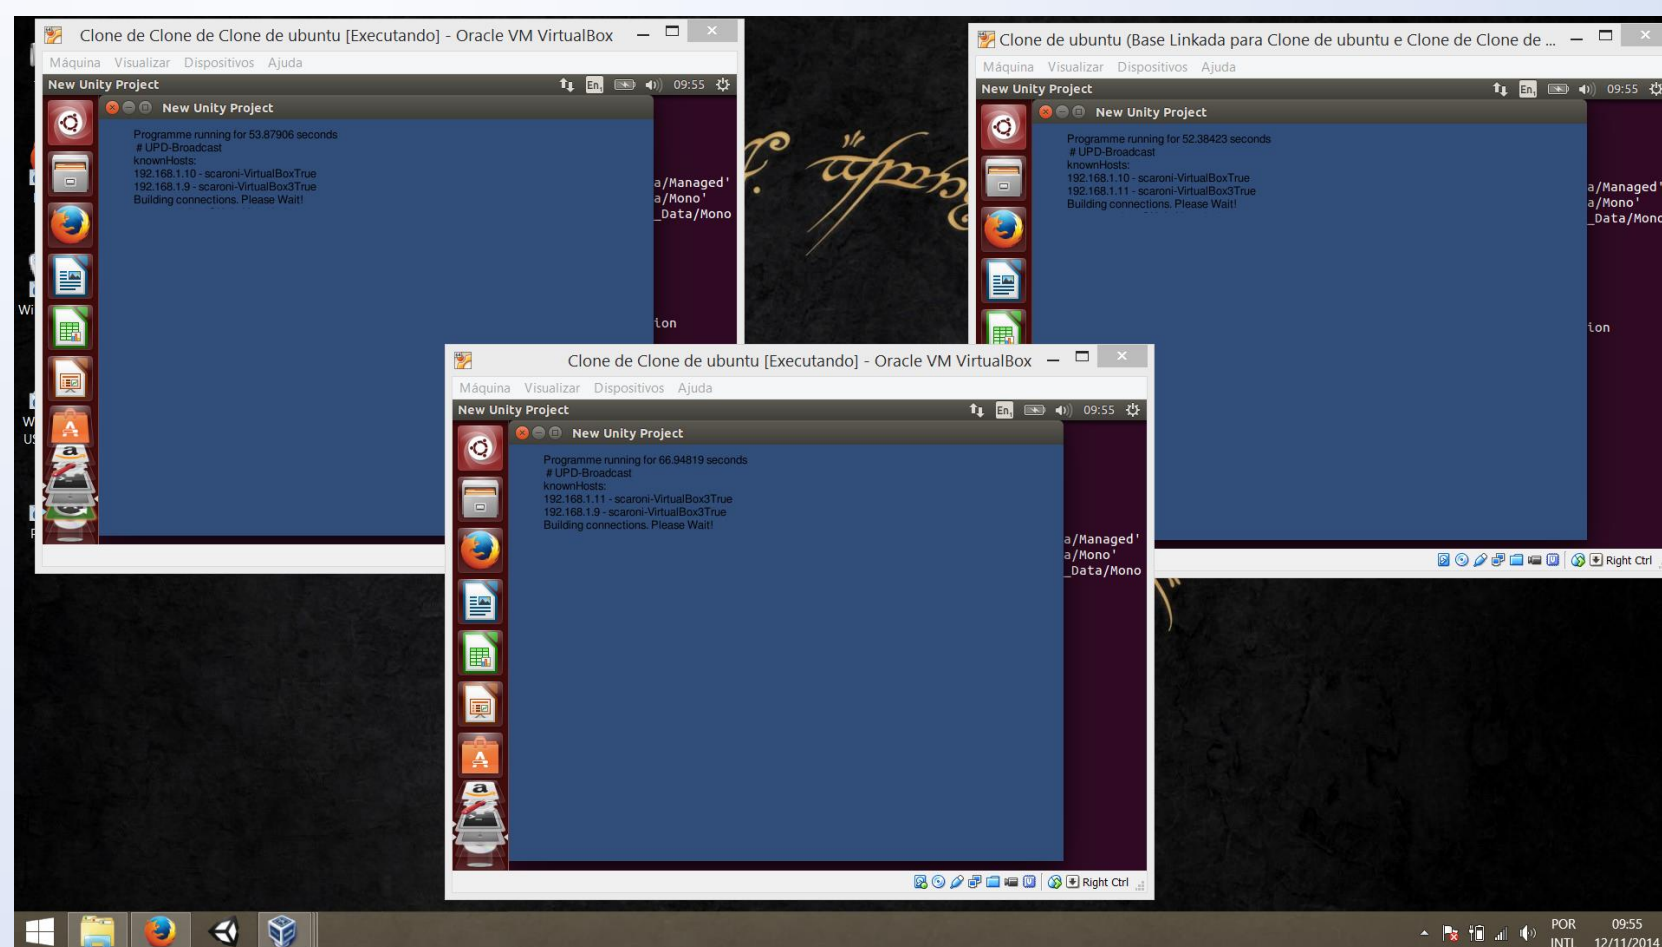 Clone de Clone de Clone de ubuntu [Executando] - Oracle VM VirtualBox
Máquina Visualizar Dispositivos Ajuda
New Unity Project
En
09:55
New Unity Project
Programme running for 53.87906 seconds
# UPD-Broadcast
knownHosts:
192.168.1.10 - scaroni-VirtualBoxTrue
192.168.1.9 - scaroni-VirtualBox3True
Building connections. Please Wait!
a/Managed'
a/Mono'
_Data/Mono
ion
Clone de ubuntu (Base Linkada para Clone de ubuntu e Clone de Clone de ...
Máquina Visualizar Dispositivos Ajuda
New Unity Project
En
09:55
New Unity Project
Programme running for 52.38423 seconds
# UPD-Broadcast
knownHosts:
192.168.1.10 - scaroni-VirtualBoxTrue
192.168.1.11 - scaroni-VirtualBox3True
Building connections. Please Wait!
a/Managed'
a/Mono'
_Data/Mono
ion
Right Ctrl
Clone de Clone de ubuntu [Executando] - Oracle VM VirtualBox
Máquina Visualizar Dispositivos Ajuda
New Unity Project
En
09:55
New Unity Project
Programme running for 66.94819 seconds
# UPD-Broadcast
knownHosts:
192.168.1.11 - scaroni-VirtualBox3True
192.168.1.9 - scaroni-VirtualBox3True
Building connections. Please Wait!
a/Managed'
a/Mono'
_Data/Mono
Right Ctrl
Wi
W
US
POR
INTL
09:55
12/11/2014